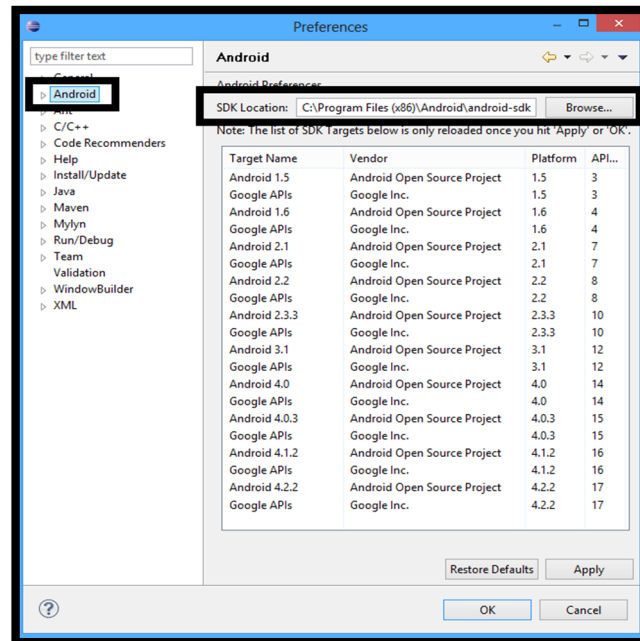 Preferences
type filter text
Android
General
Android
Ant
C/C++
Code Recommenders
Help
Install/Update
Java
Maven
Mylyn
Run/Debug
Team
Validation
WindowBuilder
XML
Android Preferences
SDK Location: C:\Program Files (x86)\Android\android-sdk Browse...
Note: The list of SDK Targets below is only reloaded once you hit 'Apply' or 'OK'.
Target Name Vendor Platform API...
Android 1.5 Android Open Source Project 1.5 3
Google APIs Google Inc. 1.5 3
Android 1.6 Android Open Source Project 1.6 4
Google APIs Google Inc. 1.6 4
Android 2.1 Android Open Source Project 2.1 7
Google APIs Google Inc. 2.1 7
Android 2.2 Android Open Source Project 2.2 8
Google APIs Google Inc. 2.2 8
Android 2.3.3 Android Open Source Project 2.3.3 10
Google APIs Google Inc. 2.3.3 10
Android 3.1 Android Open Source Project 3.1 12
Google APIs Google Inc. 3.1 12
Android 4.0 Android Open Source Project 4.0 14
Google APIs Google Inc. 4.0 14
Android 4.0.3 Android Open Source Project 4.0.3 15
Google APIs Google Inc. 4.0.3 15
Android 4.1.2 Android Open Source Project 4.1.2 16
Google APIs Google Inc. 4.1.2 16
Android 4.2.2 Android Open Source Project 4.2.2 17
Google APIs Google Inc. 4.2.2 17
Restore Defaults Apply
? OK Cancel